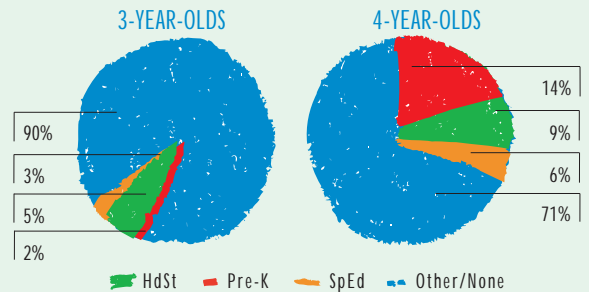 3-YEAR-OLDS
90%
3%
5%
2%
4-YEAR-OLDS
14%
9%
6%
71%
HdSt Pre-K SpEd Other/None